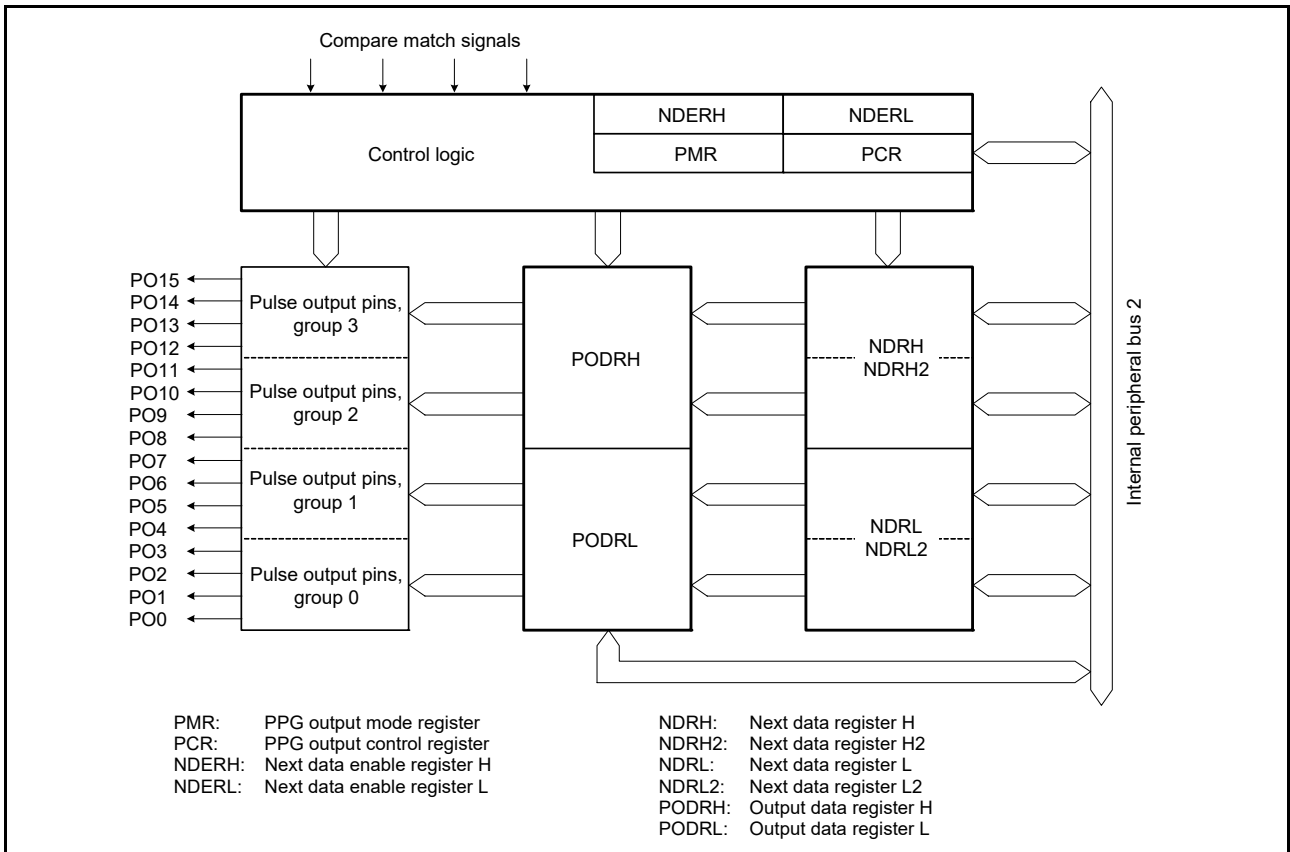 Compare match signals
Control logic
NDERH
NDERL
PMR
PCR
PO15
PO14
PO13
PO12
PO11
PO10
PO9
PO8
PO7
PO6
PO5
PO4
PO3
PO2
PO1
PO0
Pulse output pins,
group 3
Pulse output pins,
group 2
Pulse output pins,
group 1
Pulse output pins,
group 0
PODRH
PODRL
NDRH
NDRH2
NDRL
NDRL2
Internal peripheral bus 2
PMR: PPG output mode register
PCR: PPG output control register
NDERH: Next data enable register H
NDERL: Next data enable register L
NDRH: Next data register H
NDRH2: Next data register H2
NDRL: Next data register L
NDRL2: Next data register L2
PODRH: Output data register H
PODRL: Output data register L